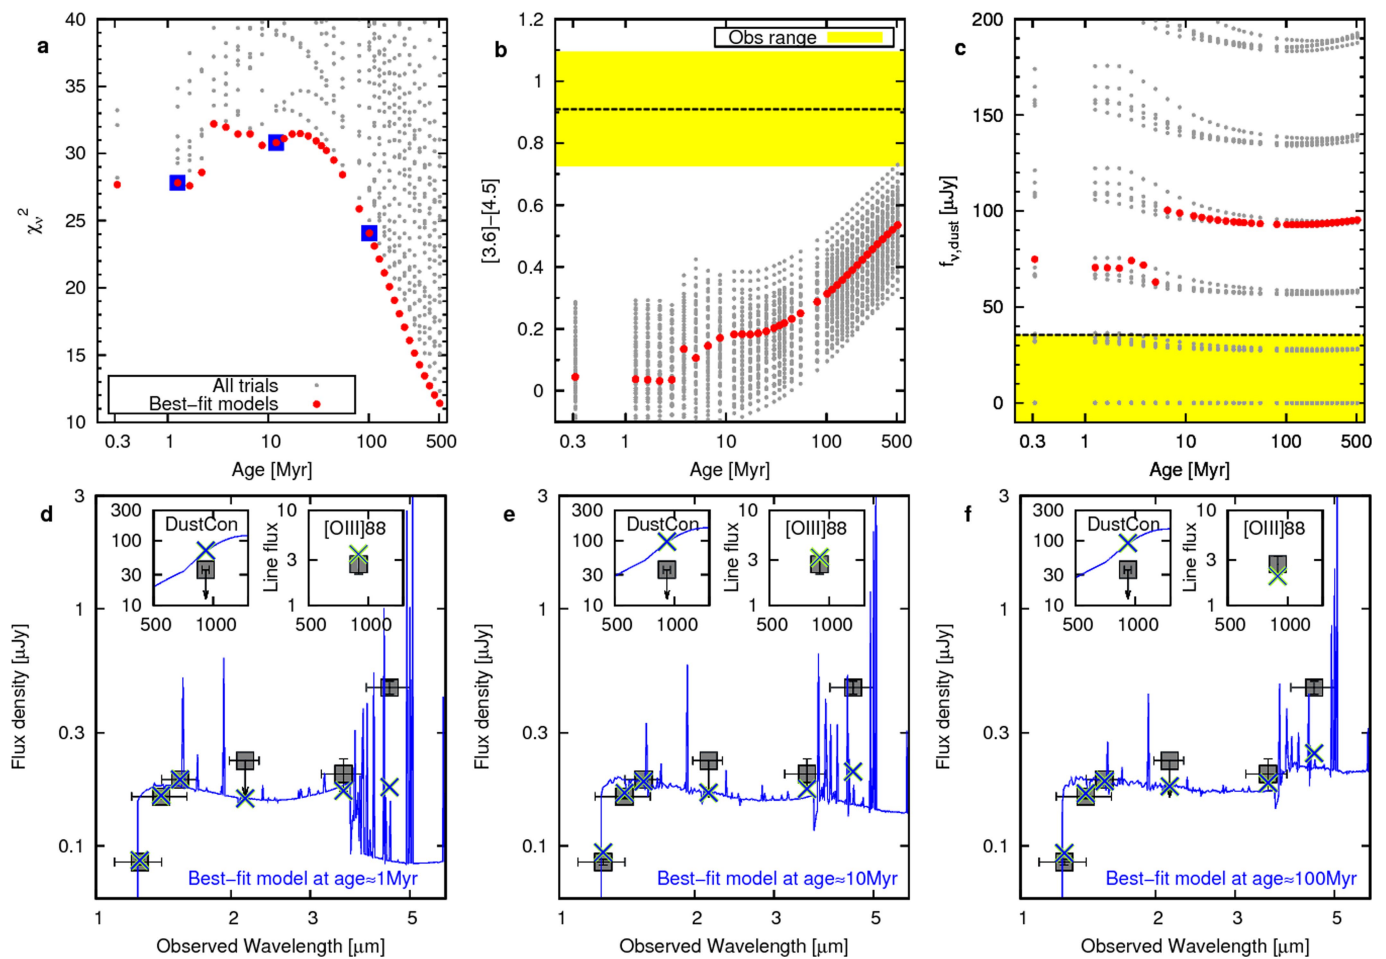 a
χν²
40
35
30
25
20
15
10
All trials
Best−fit models
0.3 1 10 100 500
Age [Myr]
b
[3.6]−[4.5]
1.2
1
0.8
0.6
0.4
0.2
0
Obs range
0.3 1 10 100 500
Age [Myr]
c
fν,dust [μJy]
200
150
100
50
0
0.3 1 10 100 500
Age [Myr]
d
Flux density [μJy]
3
1
0.3
0.1
300
100
30
10
DustCon
500 1000
Line flux
10
3
1
[OIII]88
500 1000
Best−fit model at age≈1Myr
1 2 3 5
Observed Wavelength [μm]
e
Flux density [μJy]
3
1
0.3
0.1
300
100
30
10
DustCon
500 1000
Line flux
10
3
1
[OIII]88
500 1000
Best−fit model at age≈10Myr
1 2 3 5
Observed Wavelength [μm]
f
Flux density [μJy]
3
1
0.3
0.1
300
100
30
10
DustCon
500 1000
Line flux
10
3
1
[OIII]88
500 1000
Best−fit model at age≈100Myr
1 2 3 5
Observed Wavelength [μm]